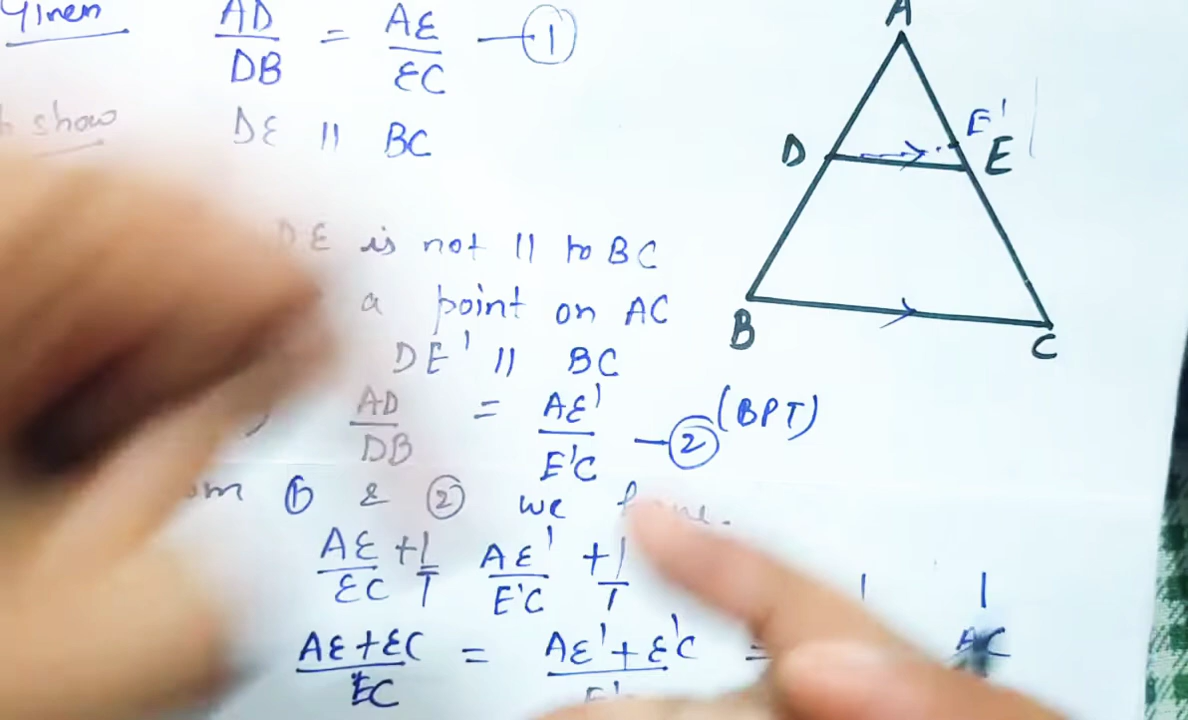 Given AD/DB = AE/EC — ①
show DE || BC
DE is not || to BC
a point on AC
DE' || BC
AD/DB = AE'/E'C — ② (BPT)
① & ② we
AE/EC + 1/1 AE'/E'C + 1/1
AE+EC/EC = AE'+E'C/E' =
AC
A
D
E'
E
B
C